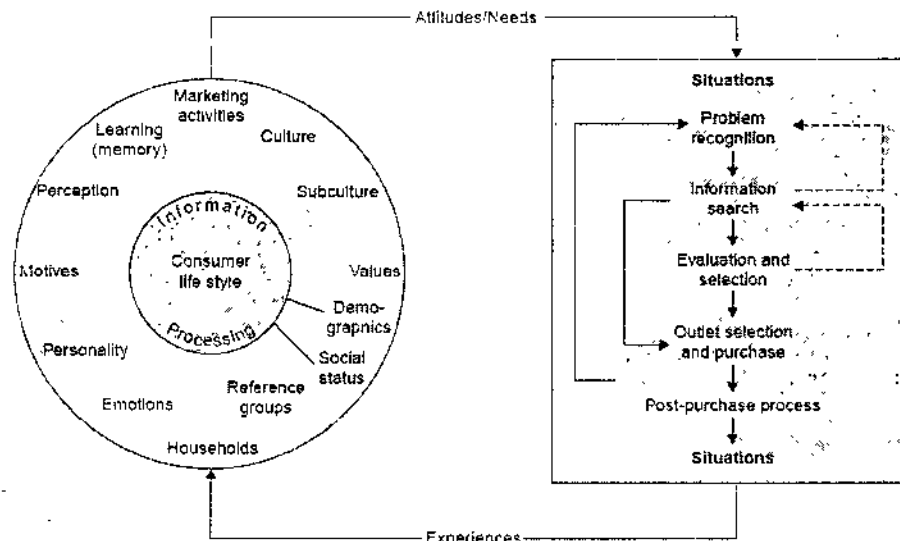 Attitudes/Needs
Marketing
activities
Learning
(memory)
Culture
Perception
Subculture
Information
Consumer
life style
Processing
Motives
Values
Demo-
graphics
Personality
Social
status
Emotions
Reference
groups
Households
Situations
Problem
recognition
Information
search
Evaluation and
selection
Outlet selection
and purchase
Post-purchase process
Situations
Experiences